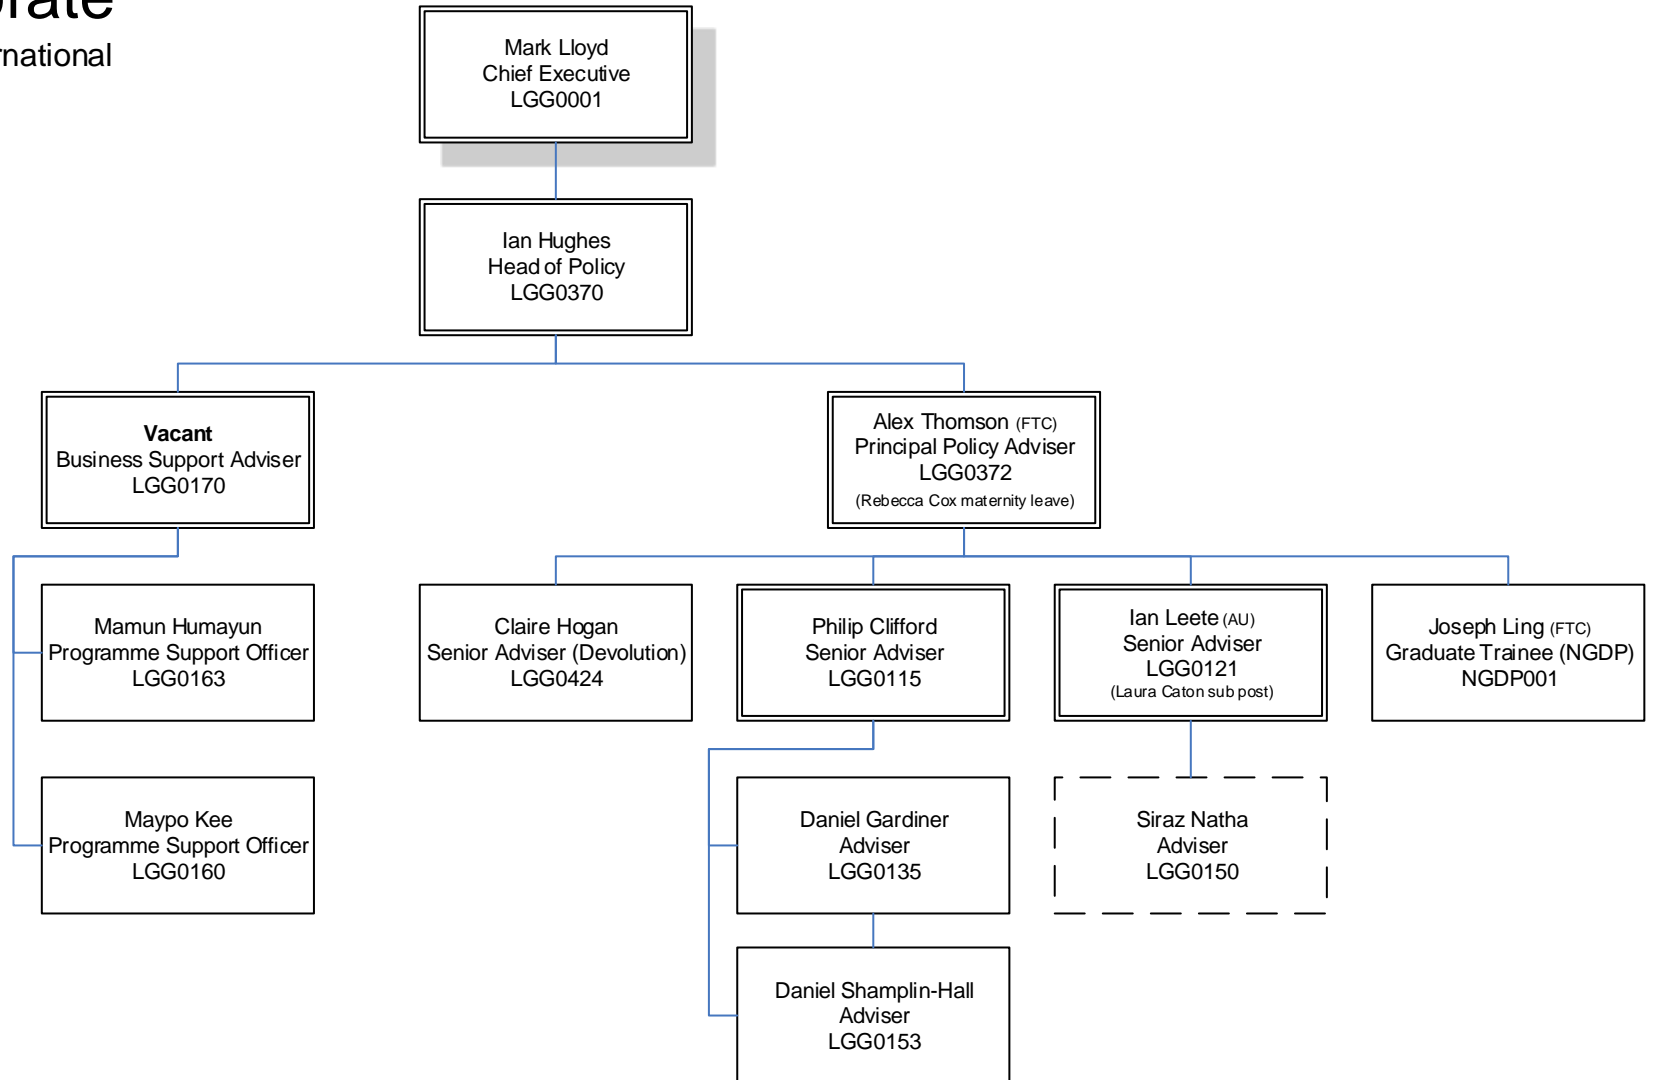 rnational
Mark Lloyd
Chief Executive
LGG0001
Ian Hughes
Head of Policy
LGG0370
Vacant
Business Support Adviser
LGG0170
Alex Thomson (FTC)
Principal Policy Adviser
LGG0372
(Rebecca Cox maternity leave)
Mamun Humayun
Programme Support Officer
LGG0163
Claire Hogan
Senior Adviser (Devolution)
LGG0424
Philip Clifford
Senior Adviser
LGG0115
Ian Leete (AU)
Senior Adviser
LGG0121
(Laura Caton sub post)
Joseph Ling (FTC)
Graduate Trainee (NGDP)
NGDP001
Maypo Kee
Programme Support Officer
LGG0160
Daniel Gardiner
Adviser
LGG0135
Siraz Natha
Adviser
LGG0150
Daniel Shamplin-Hall
Adviser
LGG0153